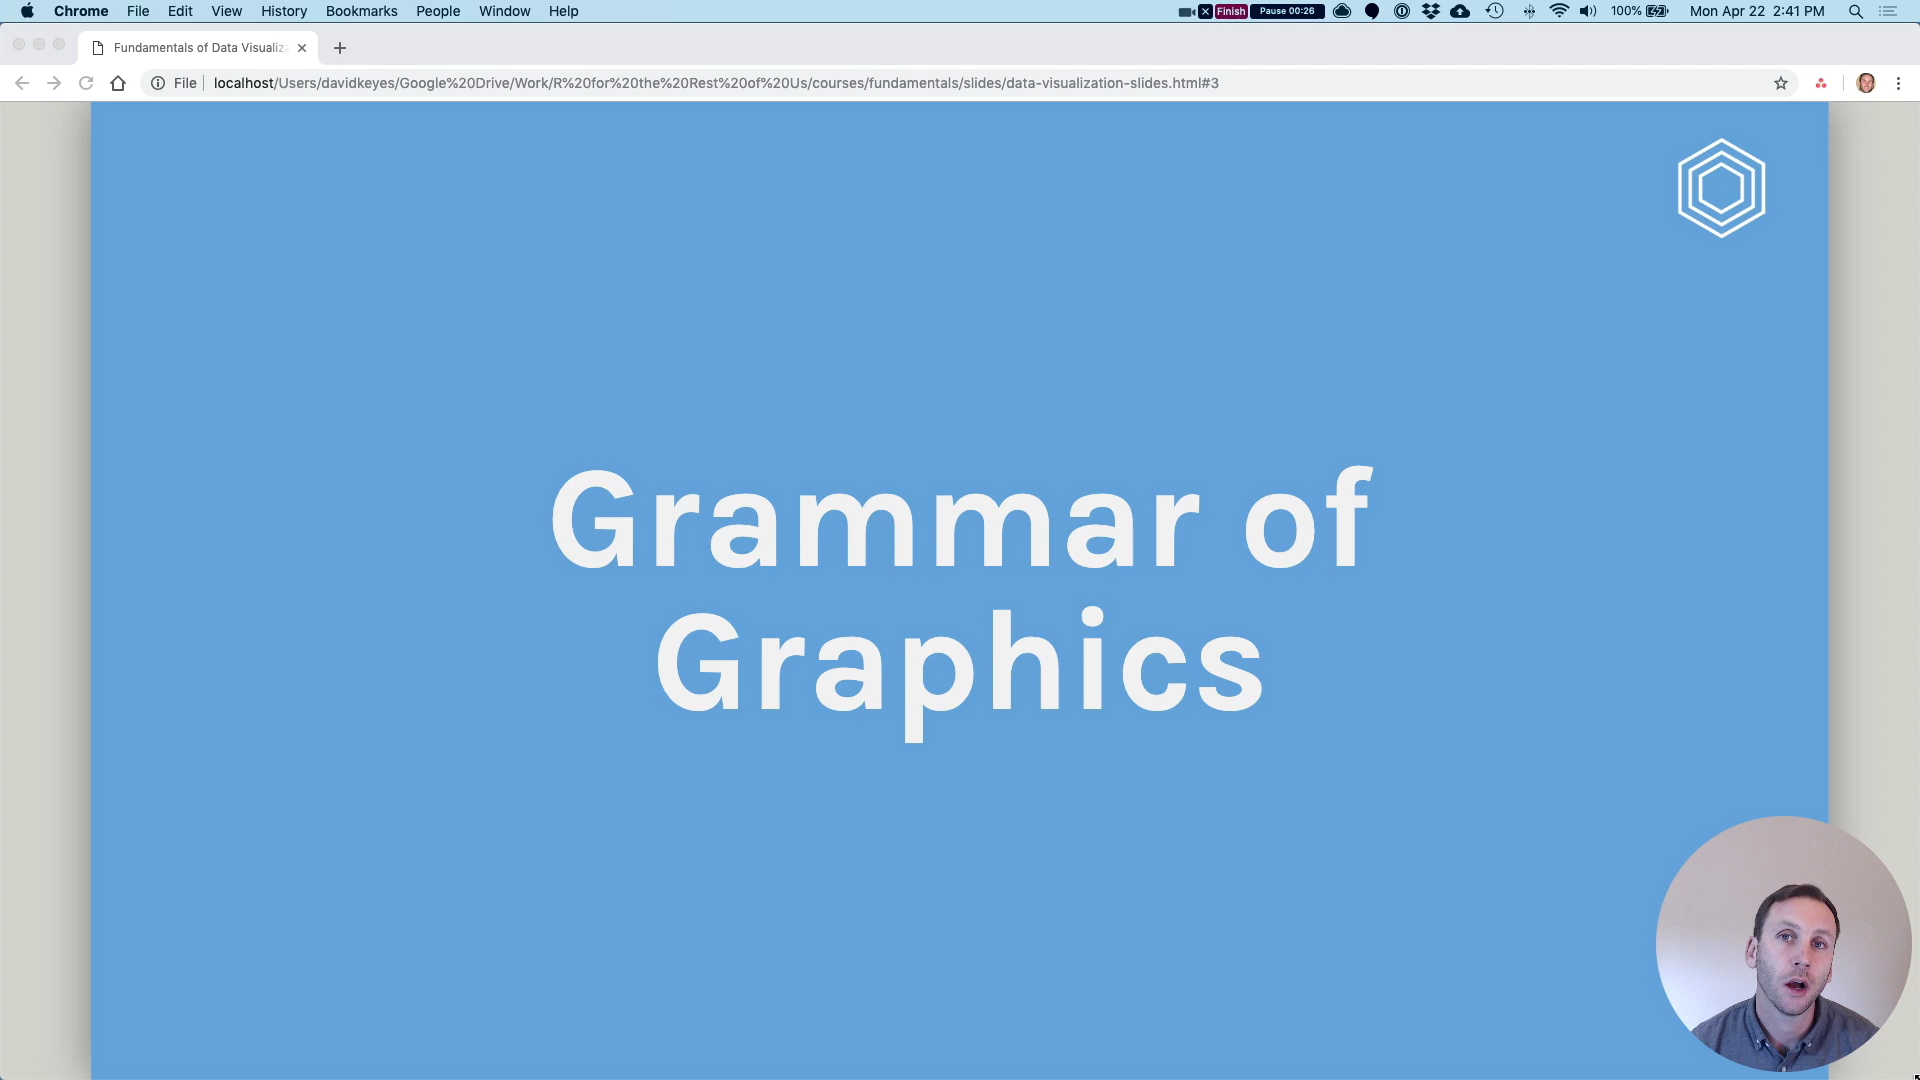 Chrome File Edit View History Bookmarks People Window Help Finish Pause 00:26 100% Mon Apr 22 2:41 PM
Fundamentals of Data Visualiz
File localhost/Users/davidkeyes/Google%20Drive/Work/R%20for%20the%20Rest%20of%20Us/courses/fundamentals/slides/data-visualization-slides.html#3
Grammar of
Graphics